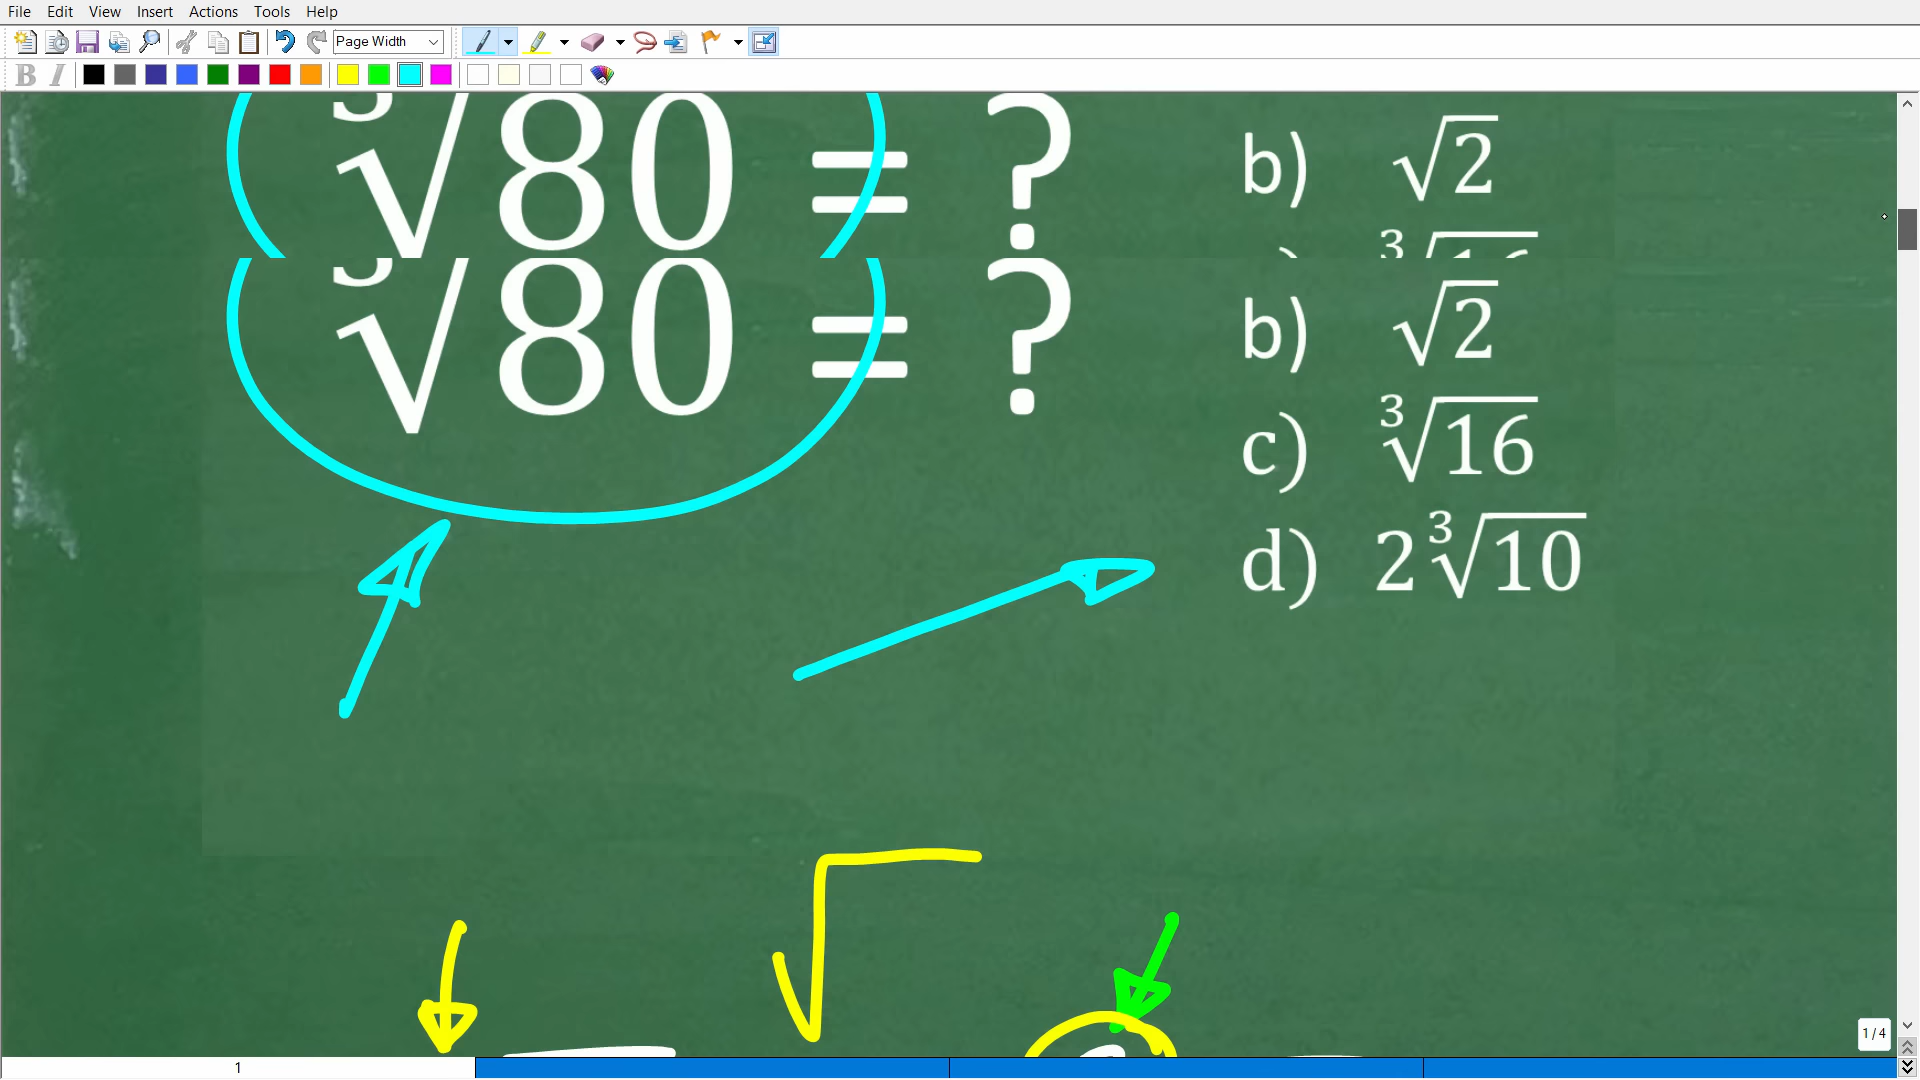 File Edit View Insert Actions Tools Help
Page Width
B I
∛80 = ?
b) √2
∛80 = ?
b) √2
c) ∛16
d) 2∛10
√
1 / 4
1